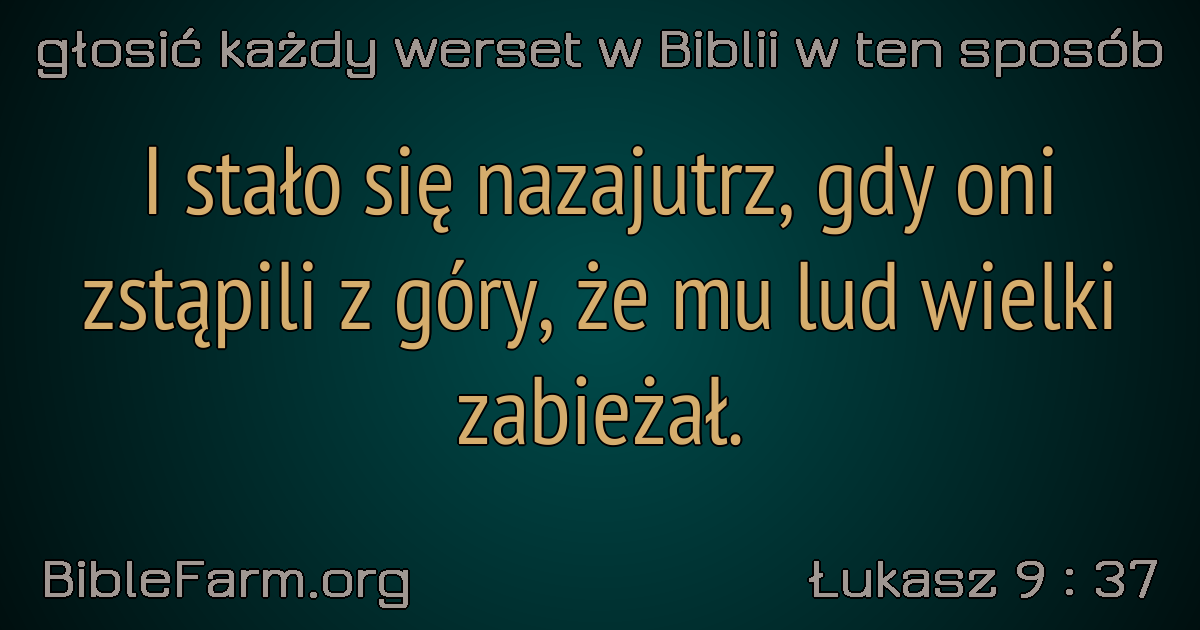 głosić każdy werset w Biblii w ten sposób
I stało się nazajutrz, gdy oni
zstąpili z góry, że mu lud wielki
zabieżał.
BibleFarm.org
Łukasz 9 : 37